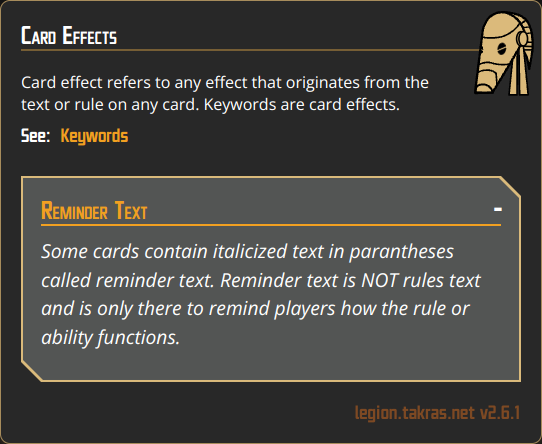 Card Effects
Card effect refers to any effect that originates from the
text or rule on any card. Keywords are card effects.
See: Keywords
Reminder Text -
Some cards contain italicized text in parantheses
called reminder text. Reminder text is NOT rules text
and is only there to remind players how the rule or
ability functions.
legion.takras.net v2.6.1